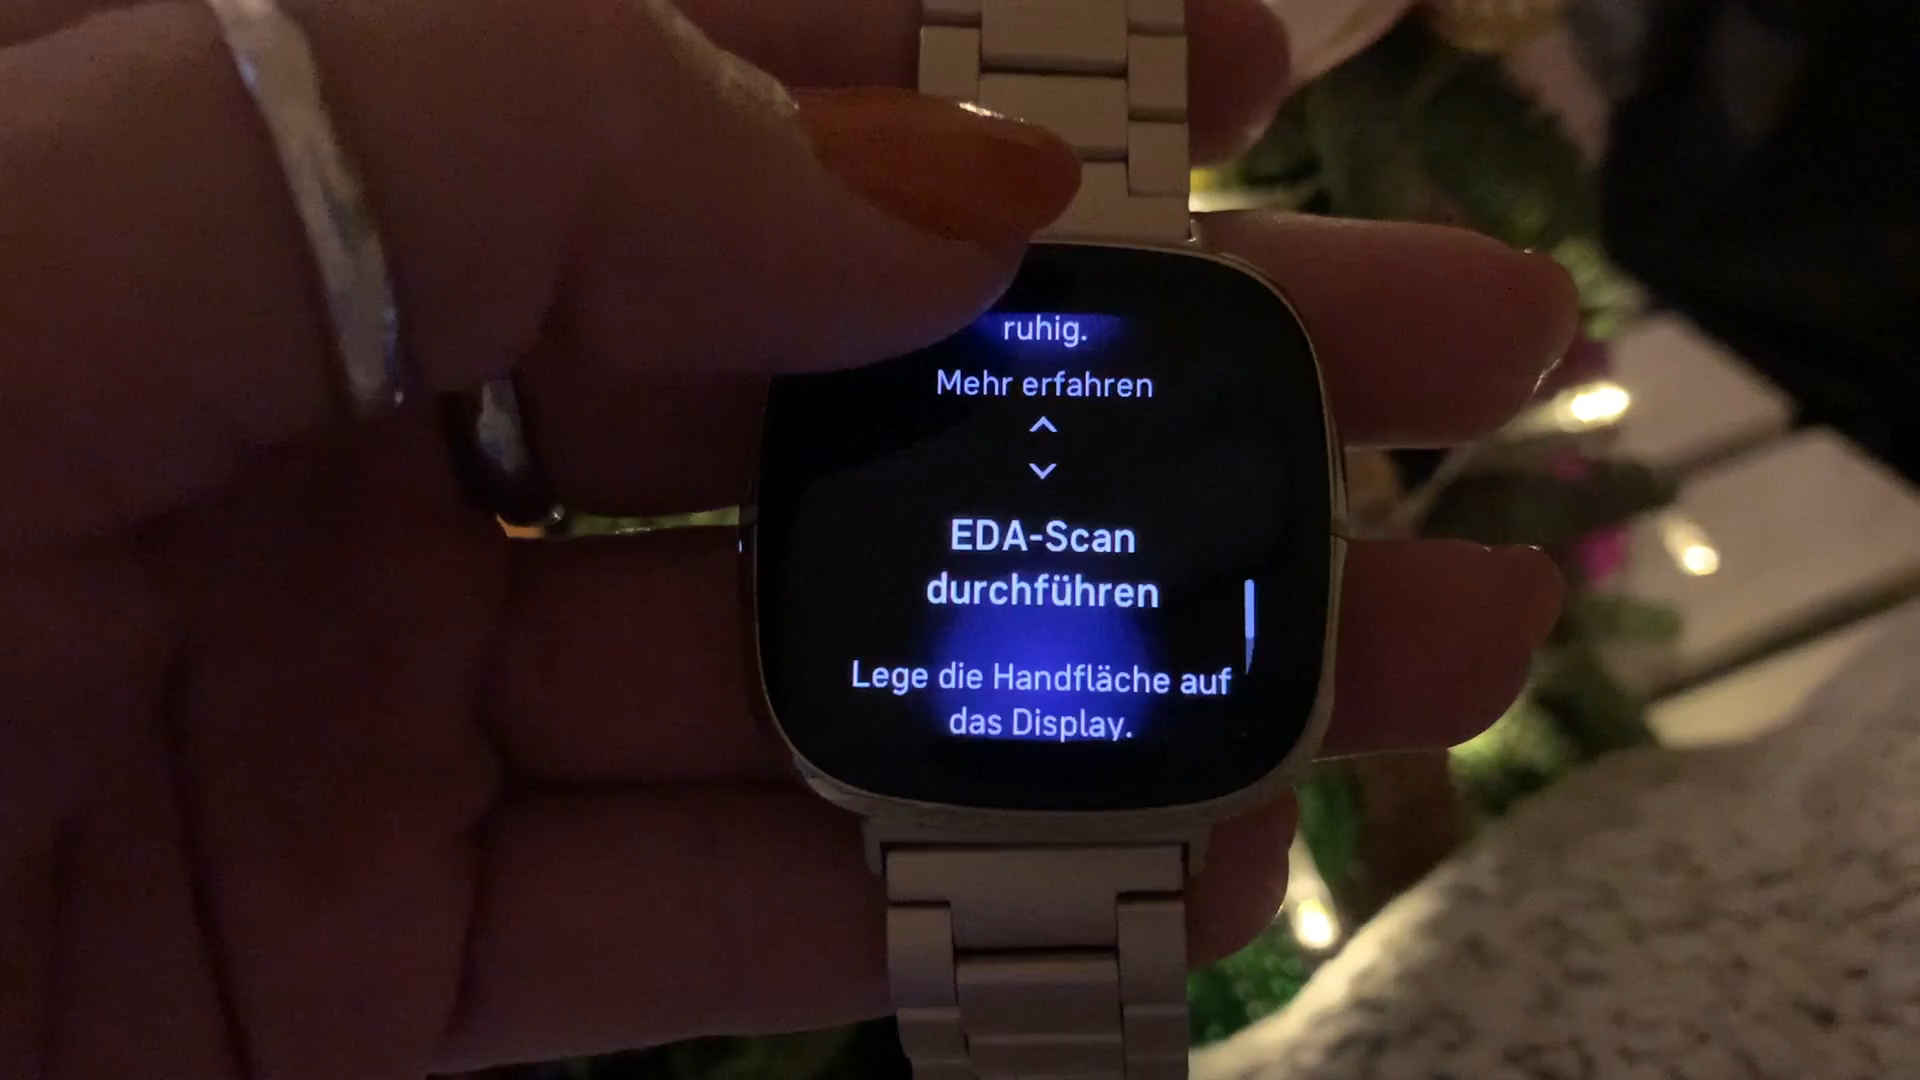 ruhig.
Mehr erfahren
EDA-Scan
durchführen
Lege die Handfläche auf
das Display.